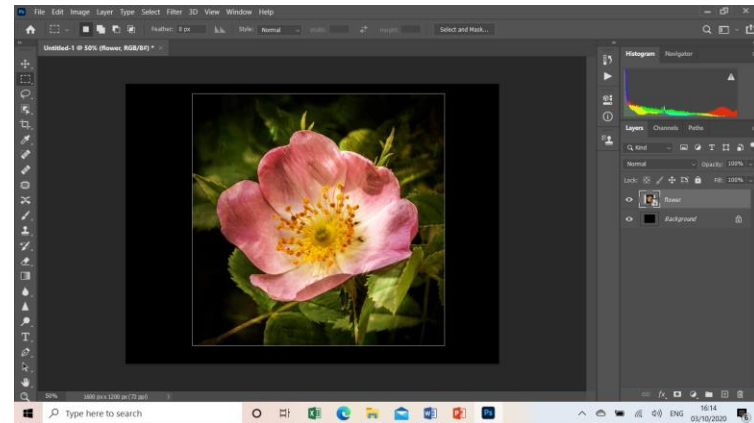 Ps File Edit Image Layer Type Select Filter 3D View Window Help
Feather: 0 px Style: Normal Width: Height: Select and Mask...
Untitled-1 @ 50% (flower, RGB/8#) * ×
Histogram Navigator
Layers Channels Paths
Kind
Normal Opacity: 100%
Lock: Fill: 100%
flower
Background
50% 1600 px x 1200 px (72 ppi)
Type here to search
ENG
16:14
03/10/2020